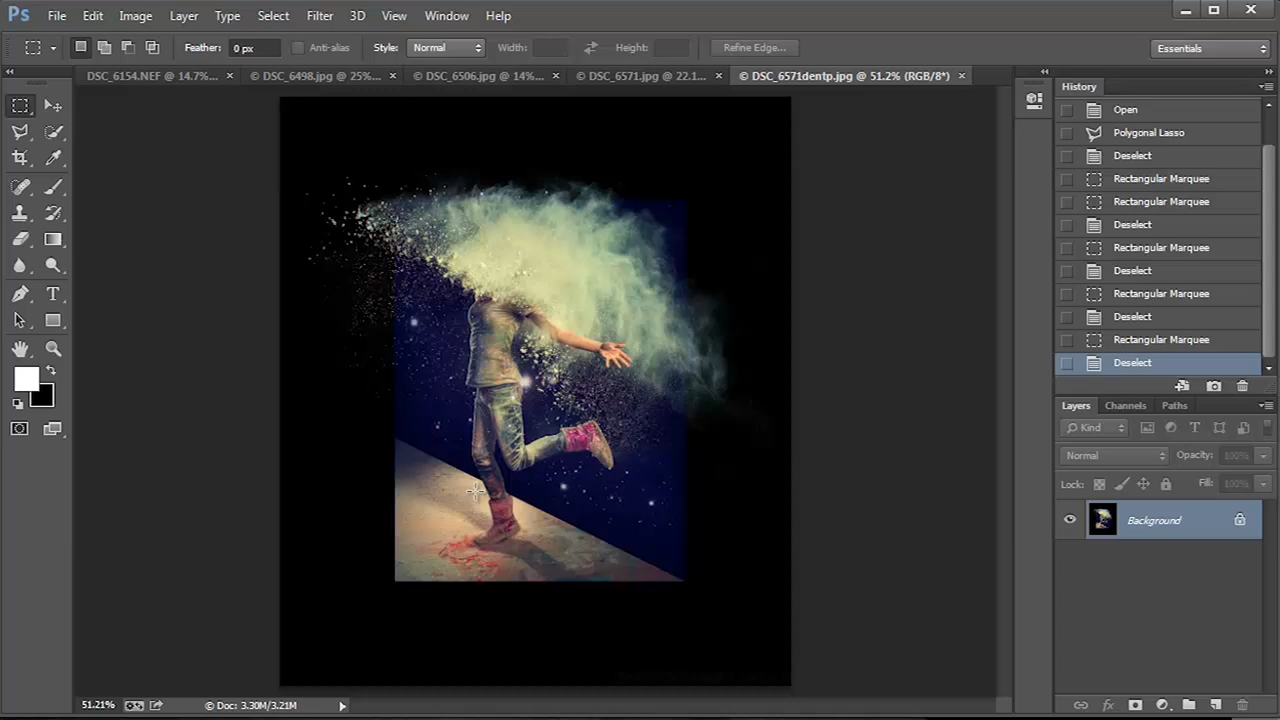 Ps File Edit Image Layer Type Select Filter 3D View Window Help
Feather: 0 px Anti-alias Style: Normal Width: Height: Refine Edge... Essentials
DSC_6154.NEF @ 14.7%... × © DSC_6498.jpg @ 25%... × © DSC_6506.jpg @ 14%... × © DSC_6571.jpg @ 22.1... × © DSC_6571dentp.jpg @ 51.2% (RGB/8*) ×
History
Open
Polygonal Lasso
Deselect
Rectangular Marquee
Rectangular Marquee
Deselect
Rectangular Marquee
Deselect
Rectangular Marquee
Deselect
Rectangular Marquee
Deselect
Layers Channels Paths
Kind
Normal Opacity: 100%
Lock: Fill: 100%
Background
51.21% © Doc: 3.30M/3.21M